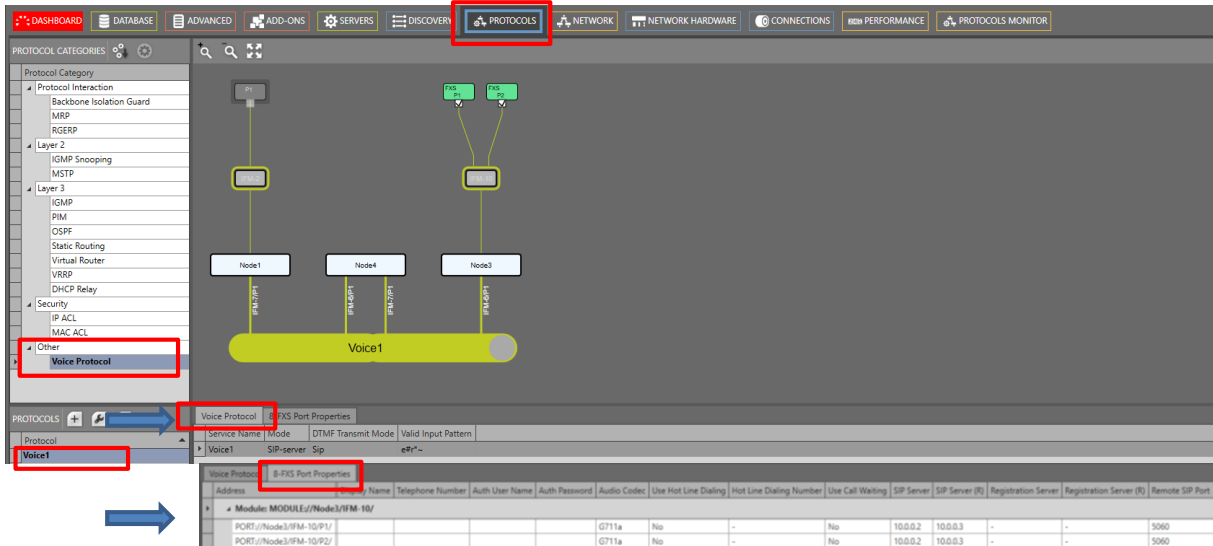 DASHBOARD DATABASE ADVANCED ADD-ONS SERVERS DISCOVERY PROTOCOLS NETWORK NETWORK HARDWARE CONNECTIONS PERFORMANCE PROTOCOLS MONITOR
PROTOCOL CATEGORIES
Protocol Category
Protocol Interaction
Backbone Isolation Guard
MRP
RGERP
Layer 2
IGMP Snooping
MSTP
Layer 3
IGMP
PIM
OSPF
Static Routing
Virtual Router
VRRP
DHCP Relay
Security
IP ACL
MAC ACL
Other
Voice Protocol
P1
FXS P1
FXS P2
IFM-2
IFM-10
Node1 Node4 Node3
IFM-7/P1 IFM-6/P1 IFM-7/P1 IFM-6/P1
Voice1
PROTOCOLS
Protocol
Voice1
Voice Protocol 8-FXS Port Properties
Service Name Mode DTMF Transmit Mode Valid Input Pattern
Voice1 SIP-server Sip e#r*~
Voice Protocol 8-FXS Port Properties
Address Display Name Telephone Number Auth User Name Auth Password Audio Codec Use Hot Line Dialing Hot Line Dialing Number Use Call Waiting SIP Server SIP Server (R) Registration Server Registration Server (R) Remote SIP Port
Module: MODULE://Node3/IFM-10/
PORT://Node3/IFM-10/P1/ G711a No - No 10.0.0.2 10.0.0.3 - - 5060
PORT://Node3/IFM-10/P2/ G711a No - No 10.0.0.2 10.0.0.3 - - 5060